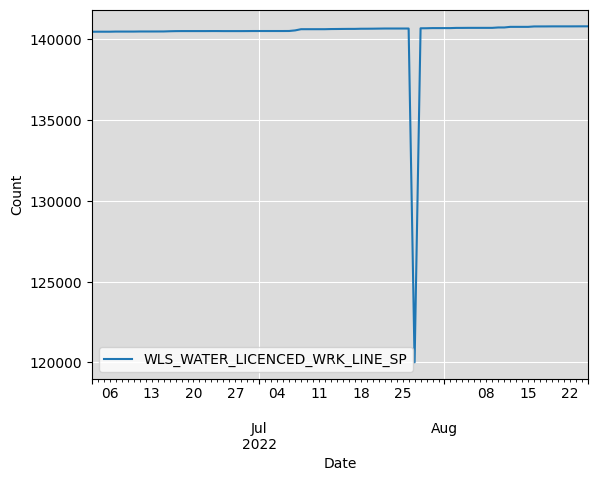 140000
135000
130000
125000
120000
Count
WLS_WATER_LICENCED_WRK_LINE_SP
06 13 20 27 04 11 18 25 08 15 22
Jul Aug
2022
Date